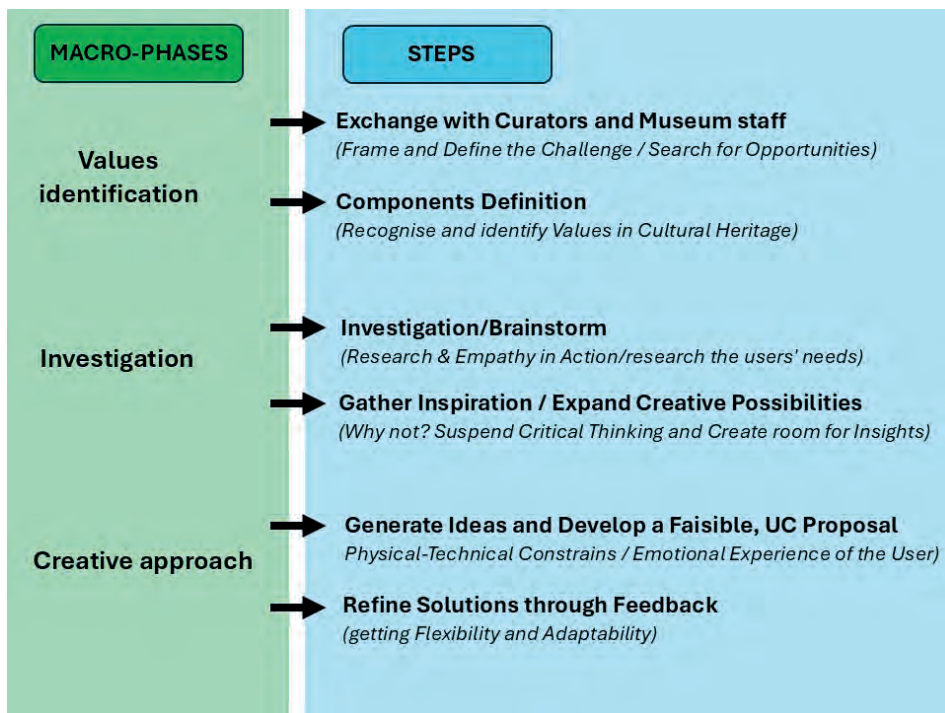 MACRO-PHASES
STEPS
Values
identification
Exchange with Curators and Museum staff
(Frame and Define the Challenge / Search for Opportunities)
Components Definition
(Recognise and identify Values in Cultural Heritage)
Investigation
Investigation/Brainstorm
(Research & Empathy in Action/research the users' needs)
Gather Inspiration / Expand Creative Possibilities
(Why not? Suspend Critical Thinking and Create room for Insights)
Creative approach
Generate Ideas and Develop a Faisible, UC Proposal
Physical-Technical Constrains / Emotional Experience of the User)
Refine Solutions through Feedback
(getting Flexibility and Adaptability)